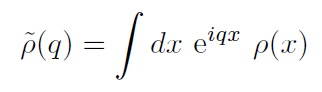 ρ̃(q) = ∫ dx e^{iqx} ρ(x)